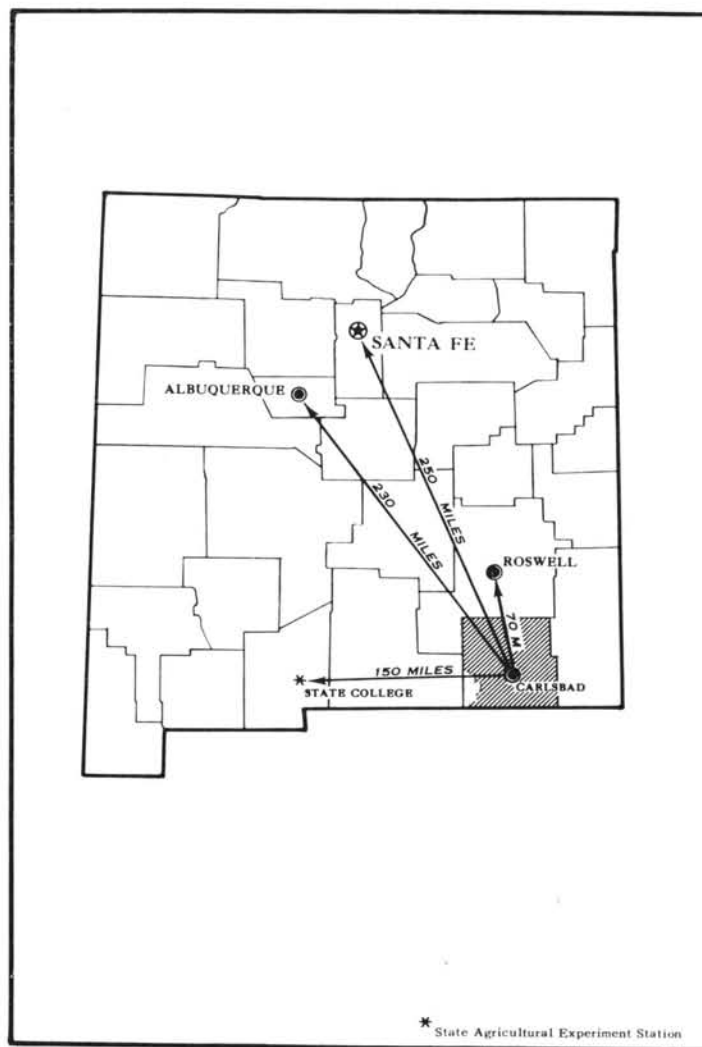 SANTA FE
ALBUQUERQUE
250 MILES
230 MILES
ROSWELL
70 M
150 MILES
* STATE COLLEGE
CARLSBAD
* State Agricultural Experiment Station